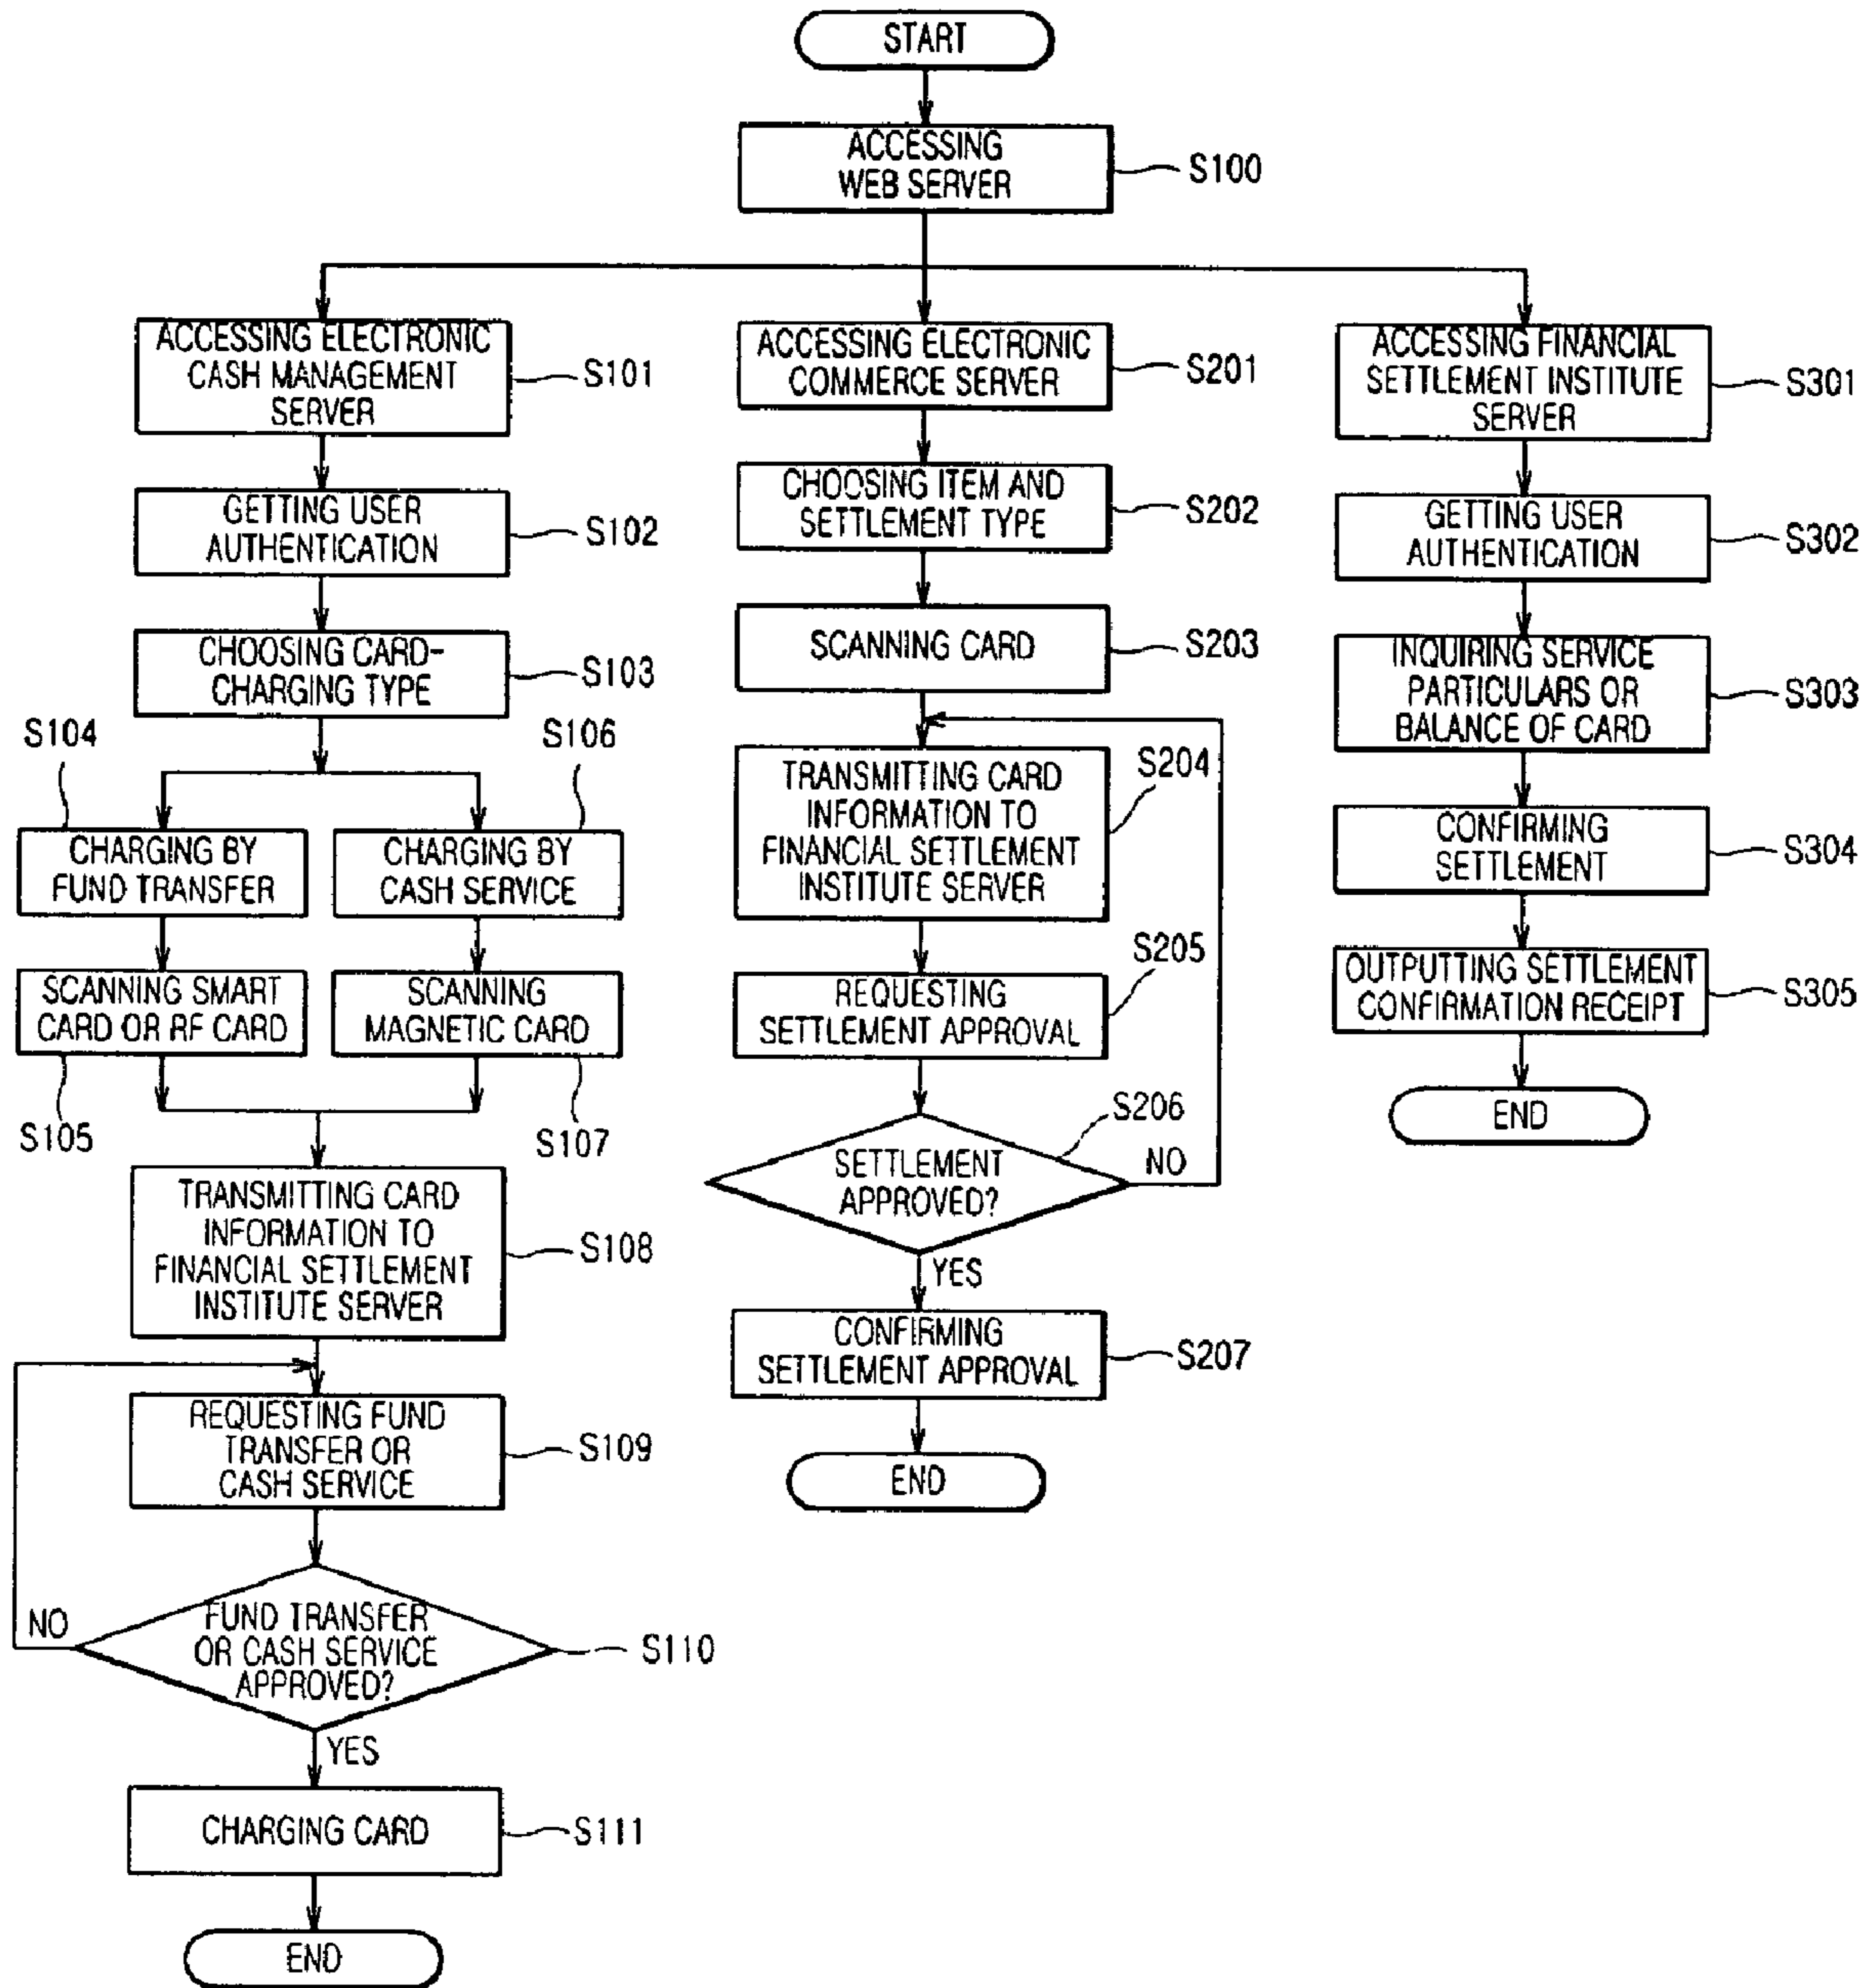 START
ACCESSING
WEB SERVER
S100
ACCESSING ELECTRONIC
CASH MANAGEMENT
SERVER
S101
GETTING USER
AUTHENTICATION
S102
CHOOSING CARD-
CHARGING TYPE
S103
S104
S106
CHARGING BY
FUND TRANSFER
CHARGING BY
CASH SERVICE
SCANNING SMART
CARD OR RF CARD
SCANNING
MAGNETIC CARD
S105
S107
TRANSMITTING CARD
INFORMATION TO
FINANCIAL SETTLEMENT
INSTITUTE SERVER
S108
REQUESTING FUND
TRANSFER OR
CASH SERVICE
S109
FUND TRANSFER
OR CASH SERVICE
APPROVED?
S110
NO
YES
CHARGING CARD
S111
END
ACCESSING ELECTRONIC
COMMERCE SERVER
S201
CHOOSING ITEM AND
SETTLEMENT TYPE
S202
SCANNING CARD
S203
TRANSMITTING CARD
INFORMATION TO
FINANCIAL SETTLEMENT
INSTITUTE SERVER
S204
REQUESTING
SETTLEMENT APPROVAL
S205
SETTLEMENT
APPROVED?
S206
NO
YES
CONFIRMING
SETTLEMENT APPROVAL
S207
END
ACCESSING FINANCIAL
SETTLEMENT INSTITUTE
SERVER
S301
GETTING USER
AUTHENTICATION
S302
INQUIRING SERVICE
PARTICULARS OR
BALANCE OF CARD
S303
CONFIRMING
SETTLEMENT
S304
OUTPUTTING SETTLEMENT
CONFIRMATION RECEIPT
S305
END